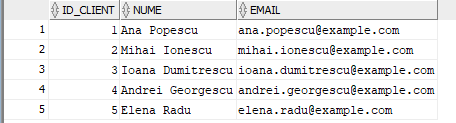 ID_CLIENT NUME EMAIL
1 1 Ana Popescu ana.popescu@example.com
2 2 Mihai Ionescu mihai.ionescu@example.com
3 3 Ioana Dumitrescu ioana.dumitrescu@example.com
4 4 Andrei Georgescu andrei.georgescu@example.com
5 5 Elena Radu elena.radu@example.com